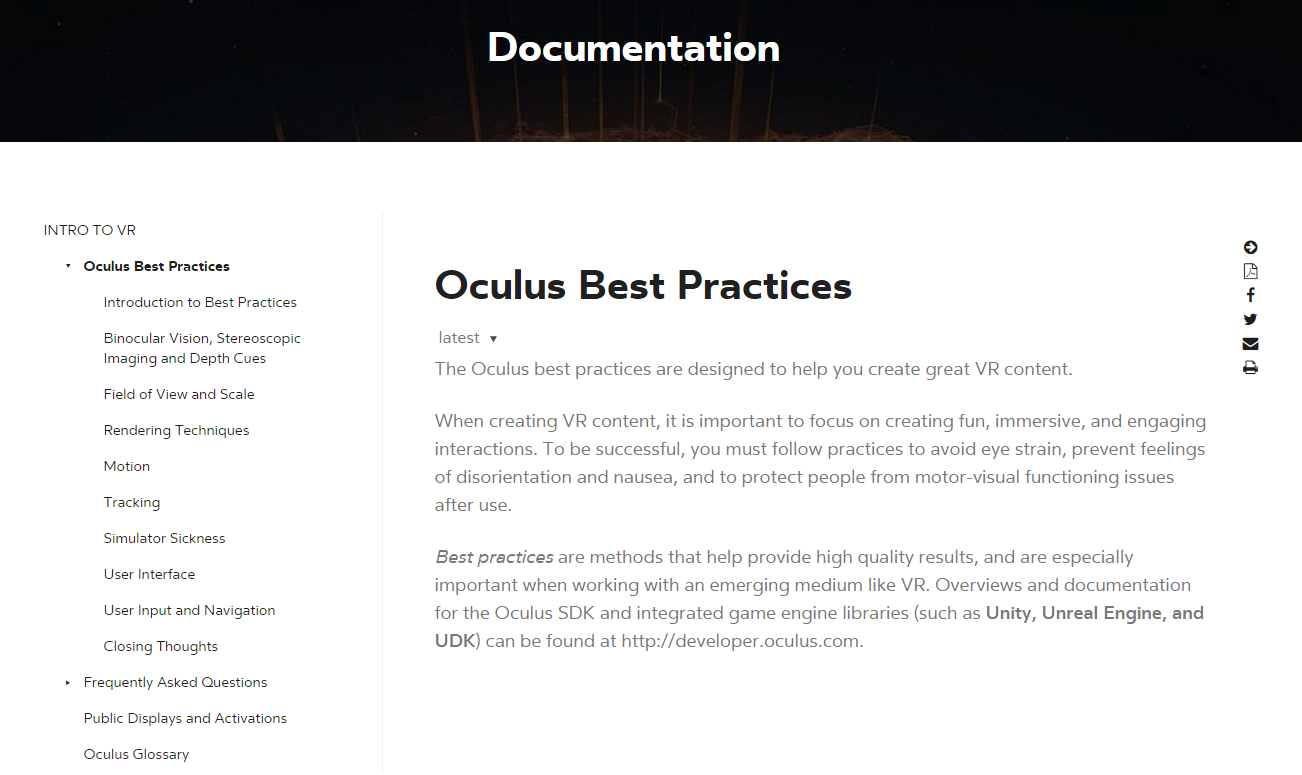 Documentation
INTRO TO VR
Oculus Best Practices
Introduction to Best Practices
Binocular Vision, Stereoscopic
Imaging and Depth Cues
Field of View and Scale
Rendering Techniques
Motion
Tracking
Simulator Sickness
User Interface
User Input and Navigation
Closing Thoughts
Frequently Asked Questions
Public Displays and Activations
Oculus Glossary
Oculus Best Practices
latest
The Oculus best practices are designed to help you create great VR content.
When creating VR content, it is important to focus on creating fun, immersive, and engaging
interactions. To be successful, you must follow practices to avoid eye strain, prevent feelings
of disorientation and nausea, and to protect people from motor-visual functioning issues
after use.
Best practices are methods that help provide high quality results, and are especially
important when working with an emerging medium like VR. Overviews and documentation
for the Oculus SDK and integrated game engine libraries (such as Unity, Unreal Engine, and
UDK) can be found at http://developer.oculus.com.